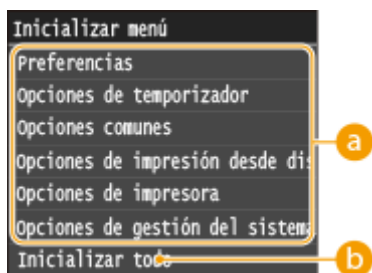 Inicializar menú
Preferencias
Opciones de temporizador
Opciones comunes
a
Opciones de impresión desde dis
Opciones de impresora
Opciones de gestión del sistema
Inicializar todo
b